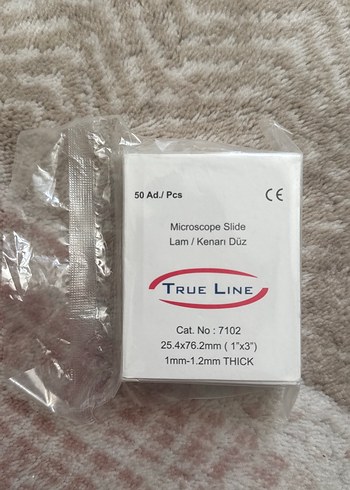 50 Ad./ Pcs
CE
Microscope Slide
Lam / Kenarı Düz
TRUE LINE
Cat. No : 7102
25.4x76.2mm ( 1"x3")
1mm-1.2mm THICK